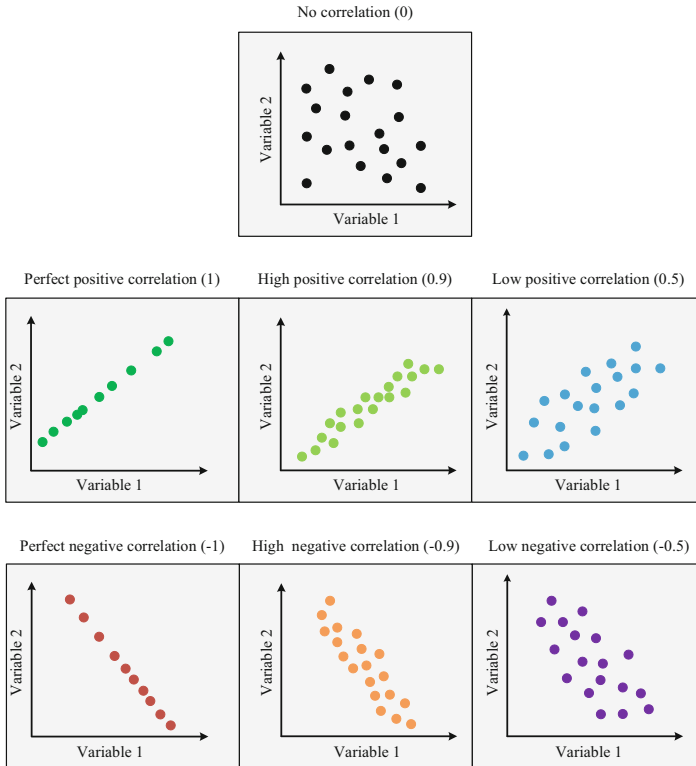 No correlation (0)
Variable 2
Variable 1
Perfect positive correlation (1)
High positive correlation (0.9)
Low positive correlation (0.5)
Variable 2
Variable 1
Variable 2
Variable 1
Variable 2
Variable 1
Perfect negative correlation (-1)
High negative correlation (-0.9)
Low negative correlation (-0.5)
Variable 2
Variable 1
Variable 2
Variable 1
Variable 2
Variable 1